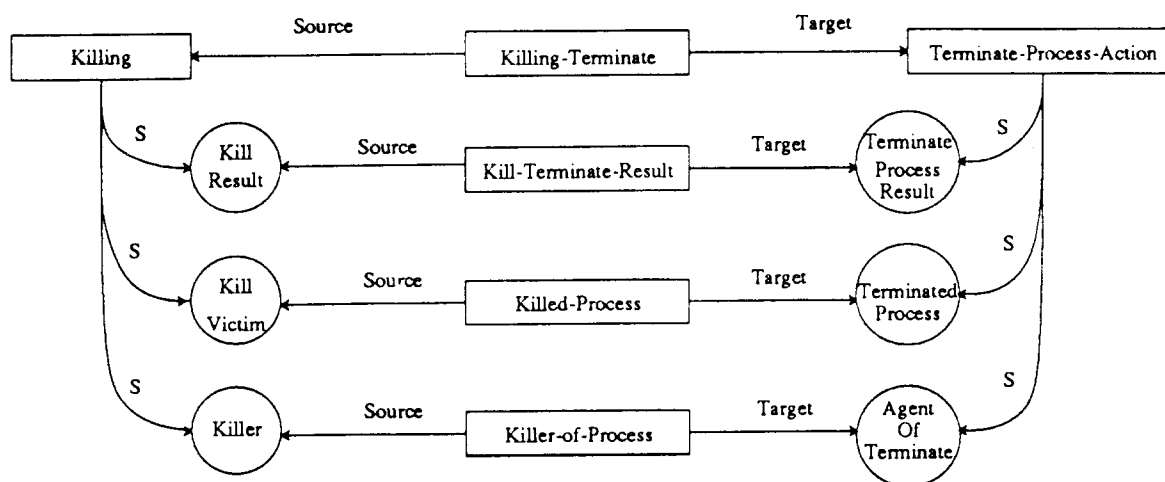 Source
Target
Killing
Killing-Terminate
Terminate-Process-Action
S
Kill
Result
Source
Kill-Terminate-Result
Target
Terminate
Process
Result
S
S
Kill
Victim
Source
Killed-Process
Target
Terminated
Process
S
S
Killer
Source
Killer-of-Process
Target
Agent
Of
Terminate
S